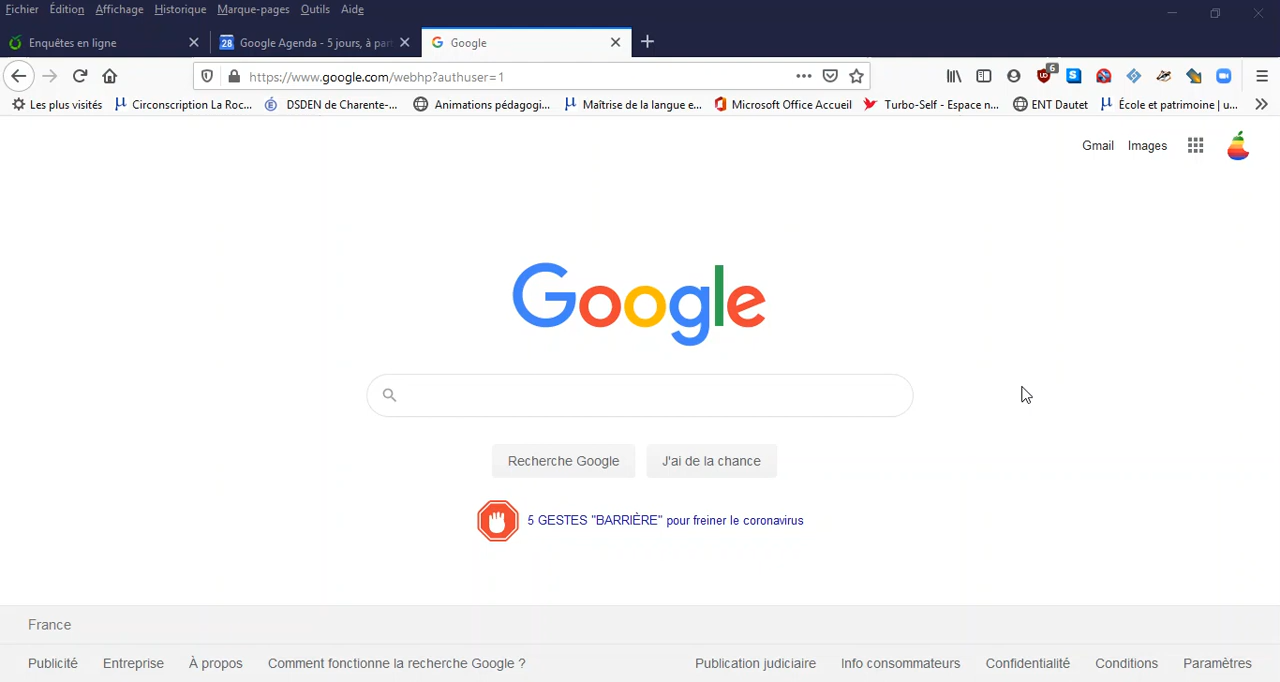 Fichier Édition Affichage Historique Marque-pages Outils Aide
Enquêtes en ligne 28 Google Agenda - 5 jours, à par Google
https://www.google.com/webhp?authuser=1 6
Les plus visités Circonscription La Roc... DSDEN de Charente-... Animations pédagogi... Maîtrise de la langue e... Microsoft Office Accueil Turbo-Self - Espace n... ENT Dautet École et patrimoine | u...
Gmail Images
Google
Recherche Google J'ai de la chance
5 GESTES "BARRIÈRE" pour freiner le coronavirus
France
Publicité Entreprise À propos Comment fonctionne la recherche Google ? Publication judiciaire Info consommateurs Confidentialité Conditions Paramètres